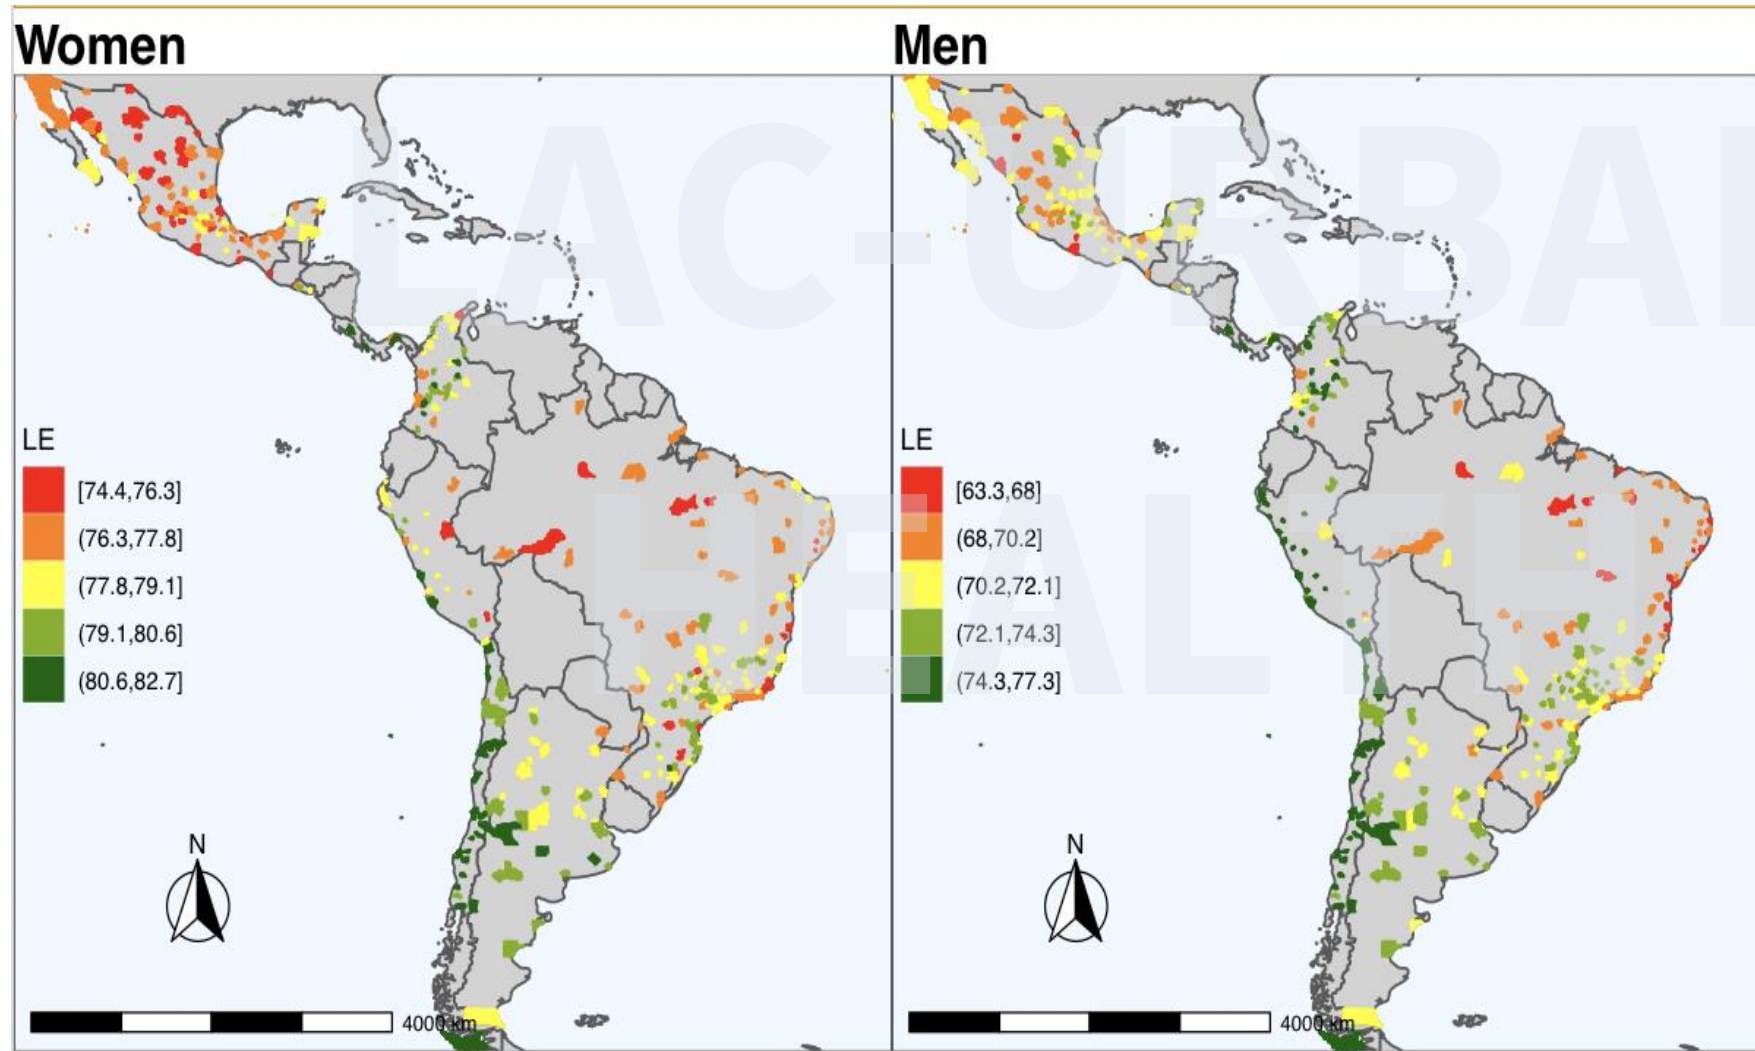 Women
Men
LE
[74.4,76.3]
(76.3,77.8]
(77.8,79.1]
(79.1,80.6]
(80.6,82.7]
N
4000 km
LE
[63.3,68]
(68,70.2]
(70.2,72.1]
(72.1,74.3]
(74.3,77.3]
N
4000 km
LAC-URBAN
HEALTH